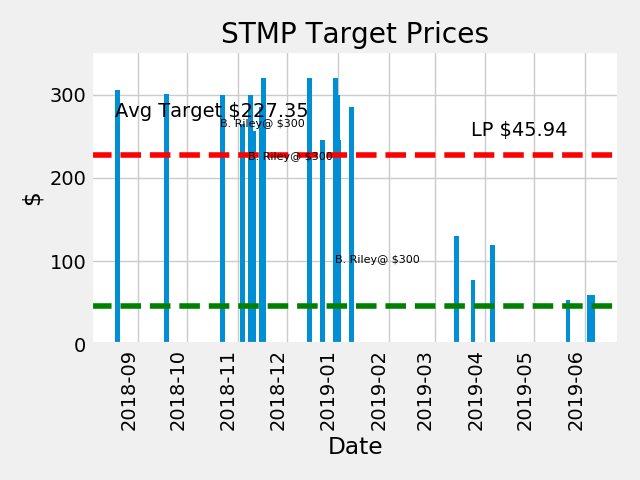 STMP Target Prices
$
300
200
100
0
Avg Target $227.35
B. Riley@ $300
LP $45.94
B. Riley@ $300
B. Riley@ $300
2018-09
2018-10
2018-11
2018-12
2019-01
2019-02
2019-03
2019-04
2019-05
2019-06
Date